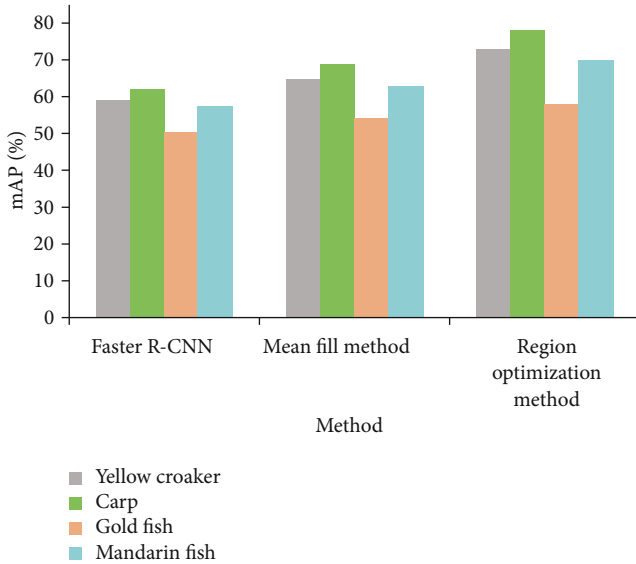 80
70
60
50
40
30
20
10
0
mAP (%)
Faster R-CNN
Mean fill method
Region
optimization
method
Method
Yellow croaker
Carp
Gold fish
Mandarin fish